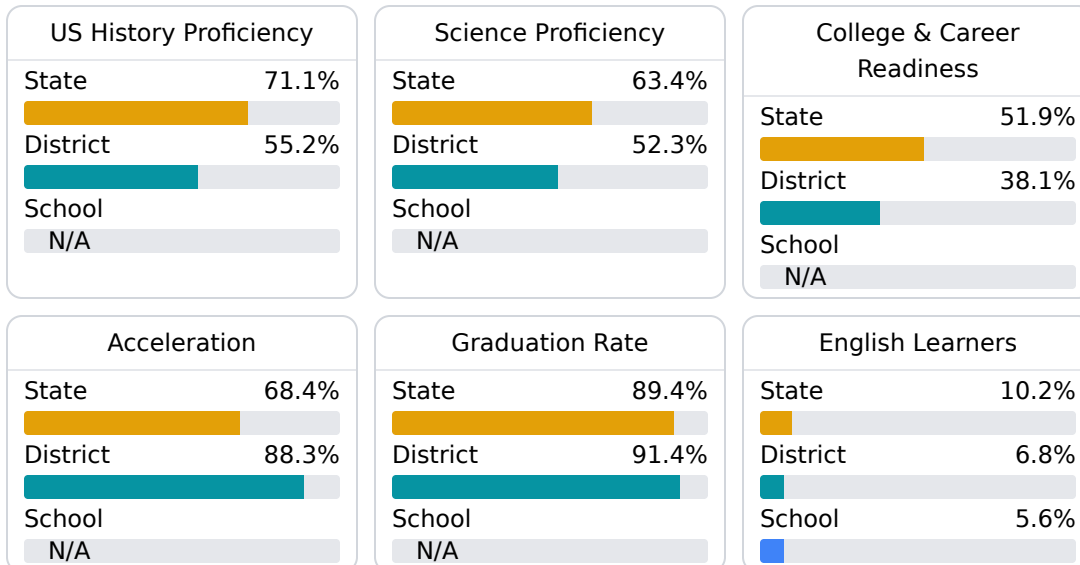 US History Proficiency
State 71.1%
District 55.2%
School
N/A
Science Proficiency
State 63.4%
District 52.3%
School
N/A
College & Career
Readiness
State 51.9%
District 38.1%
School
N/A
Acceleration
State 68.4%
District 88.3%
School
N/A
Graduation Rate
State 89.4%
District 91.4%
School
N/A
English Learners
State 10.2%
District 6.8%
School 5.6%